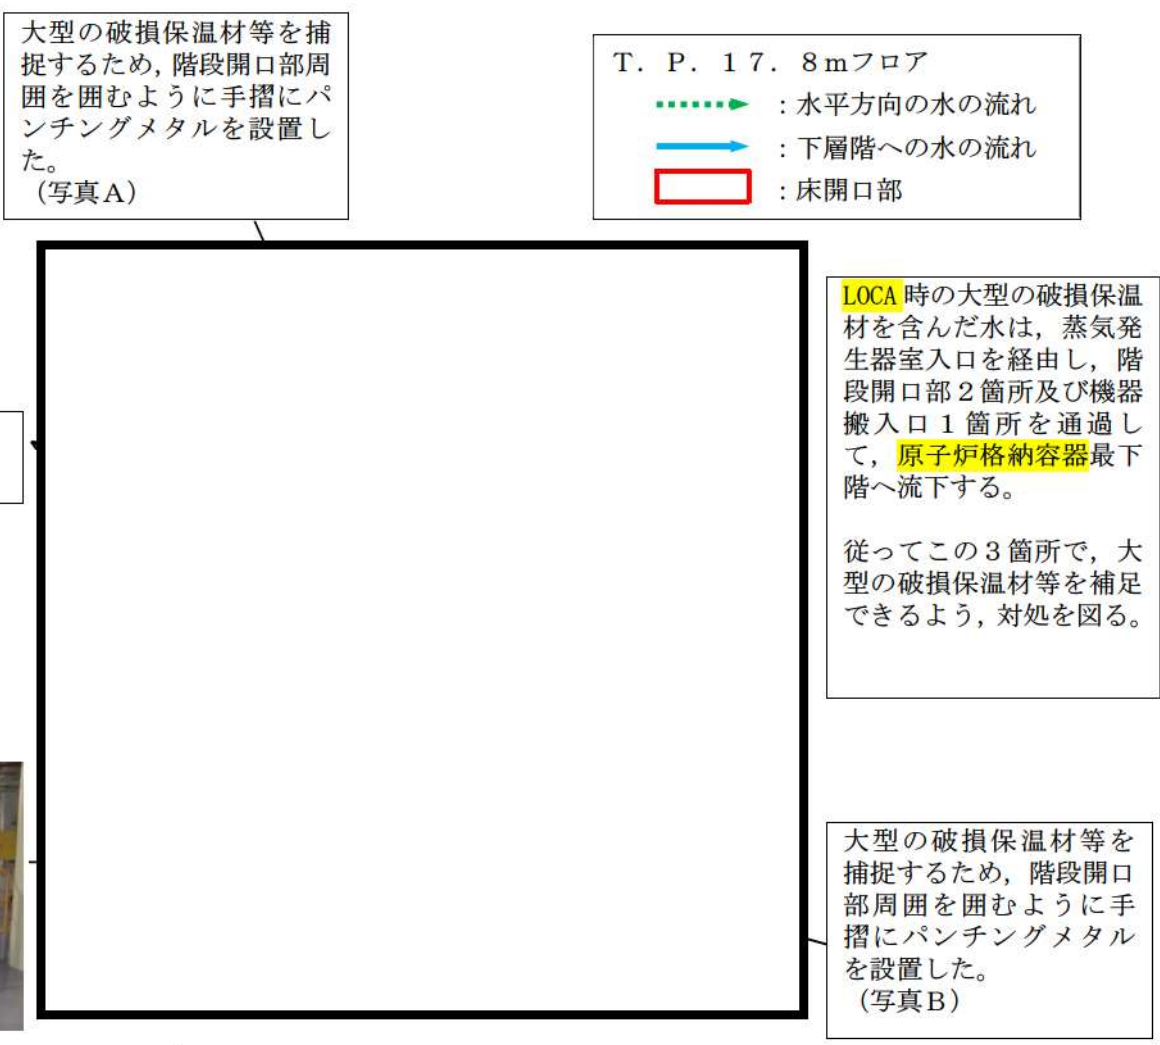 大型の破損保温材等を捕
捉するため，階段開口部周
囲を囲むように手摺にパ
ンチングメタルを設置し
た。
（写真Ａ）
Ｔ．Ｐ．１７．８ｍフロア
：水平方向の水の流れ
：下層階への水の流れ
：床開口部
LOCA時の大型の破損保温
材を含んだ水は，蒸気発
生器室入口を経由し，階
段開口部２箇所及び機器
搬入口１箇所を通過し
て，原子炉格納容器最下
階へ流下する。
従ってこの３箇所で，大
型の破損保温材等を補足
できるよう，対処を図る。
大型の破損保温材等を
捕捉するため，階段開口
部周囲を囲むように手
摺にパンチングメタル
を設置した。
（写真Ｂ）